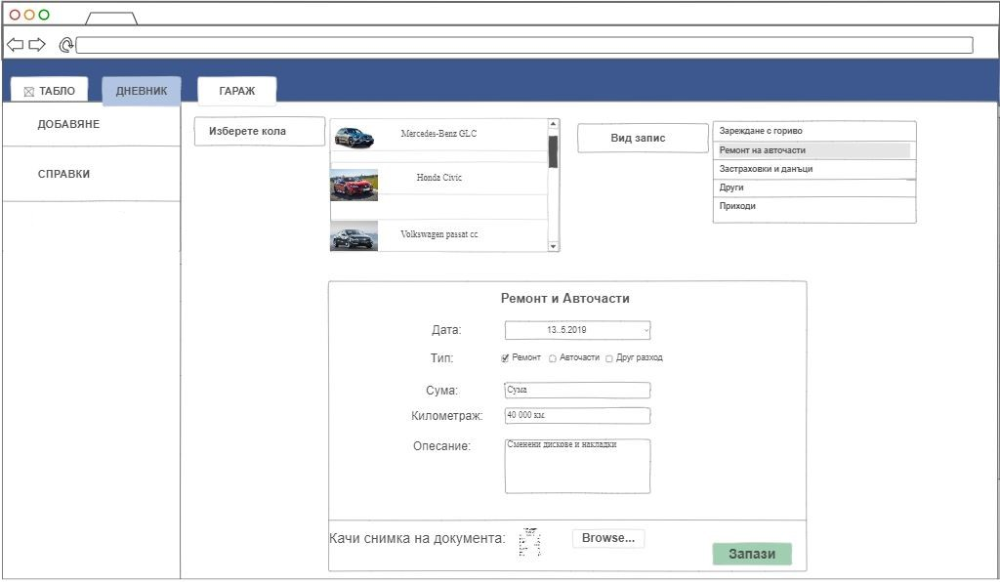 ТАБЛО
ДНЕВНИК
ГАРАЖ
ДОБАВЯНЕ
СПРАВКИ
Изберете кола
Mercedes-Benz GLC
Honda Civic
Volkswagen passat cc
Вид запис
Зареждане с гориво
Ремонт на авточасти
Застраховки и данъци
Други
Приходи
Ремонт и Авточасти
Дата: 13..5.2019
Тип: Ремонт Авточасти Друг разход
Сума: Сума
Километраж: 40 000 км.
Описание: Сменени дискове и накладки
Качи снимка на документа: Browse...
Запази